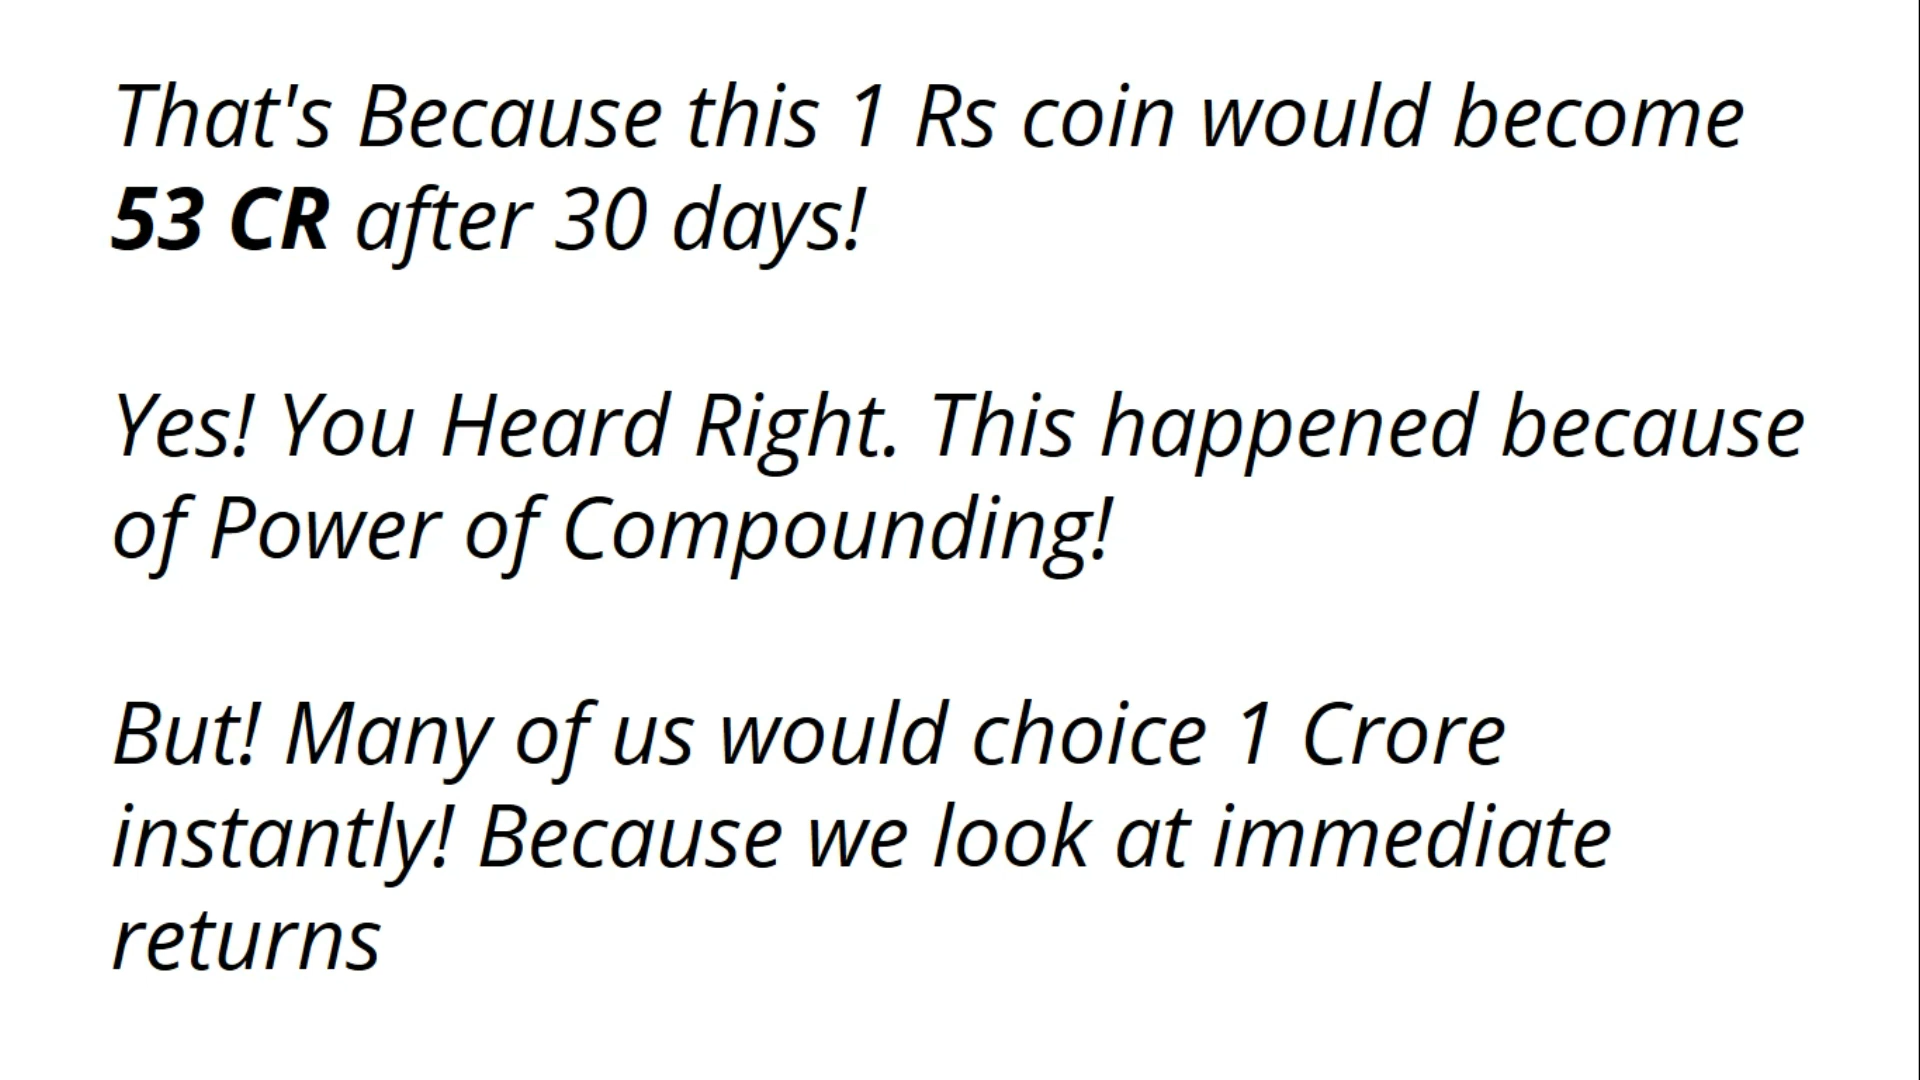 That's Because this 1 Rs coin would become
53 CR after 30 days!
Yes! You Heard Right. This happened because
of Power of Compounding!
But! Many of us would choice 1 Crore
instantly! Because we look at immediate
returns